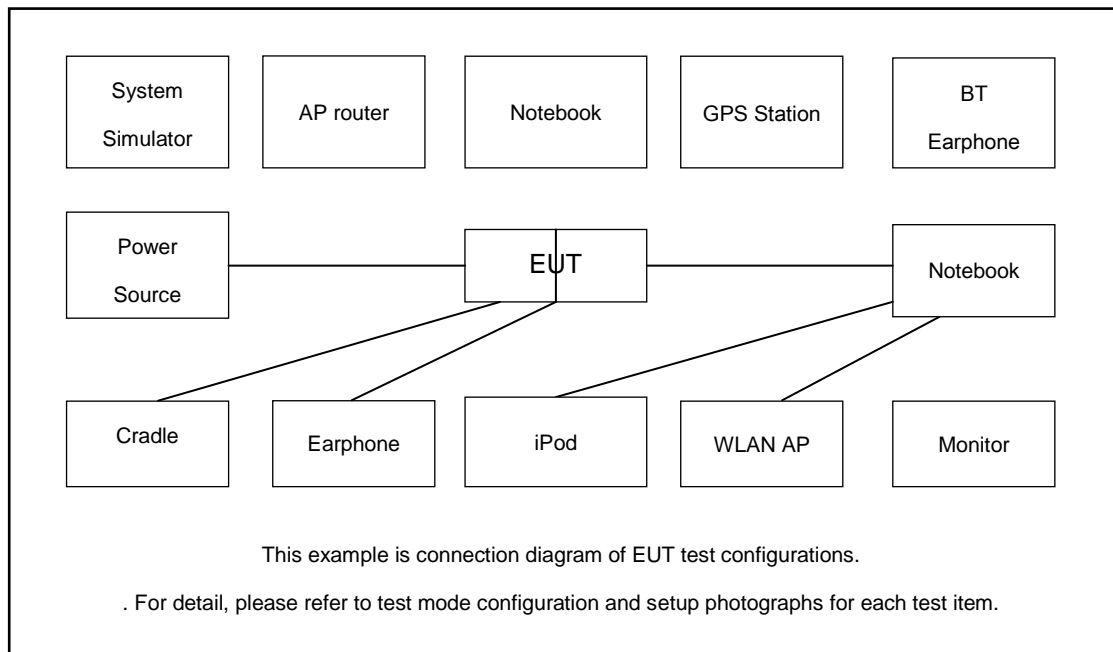 System
Simulator
AP router
Notebook
GPS Station
BT
Earphone
Power
Source
EUT
Notebook
Cradle
Earphone
iPod
WLAN AP
Monitor
This example is connection diagram of EUT test configurations.
. For detail, please refer to test mode configuration and setup photographs for each test item.